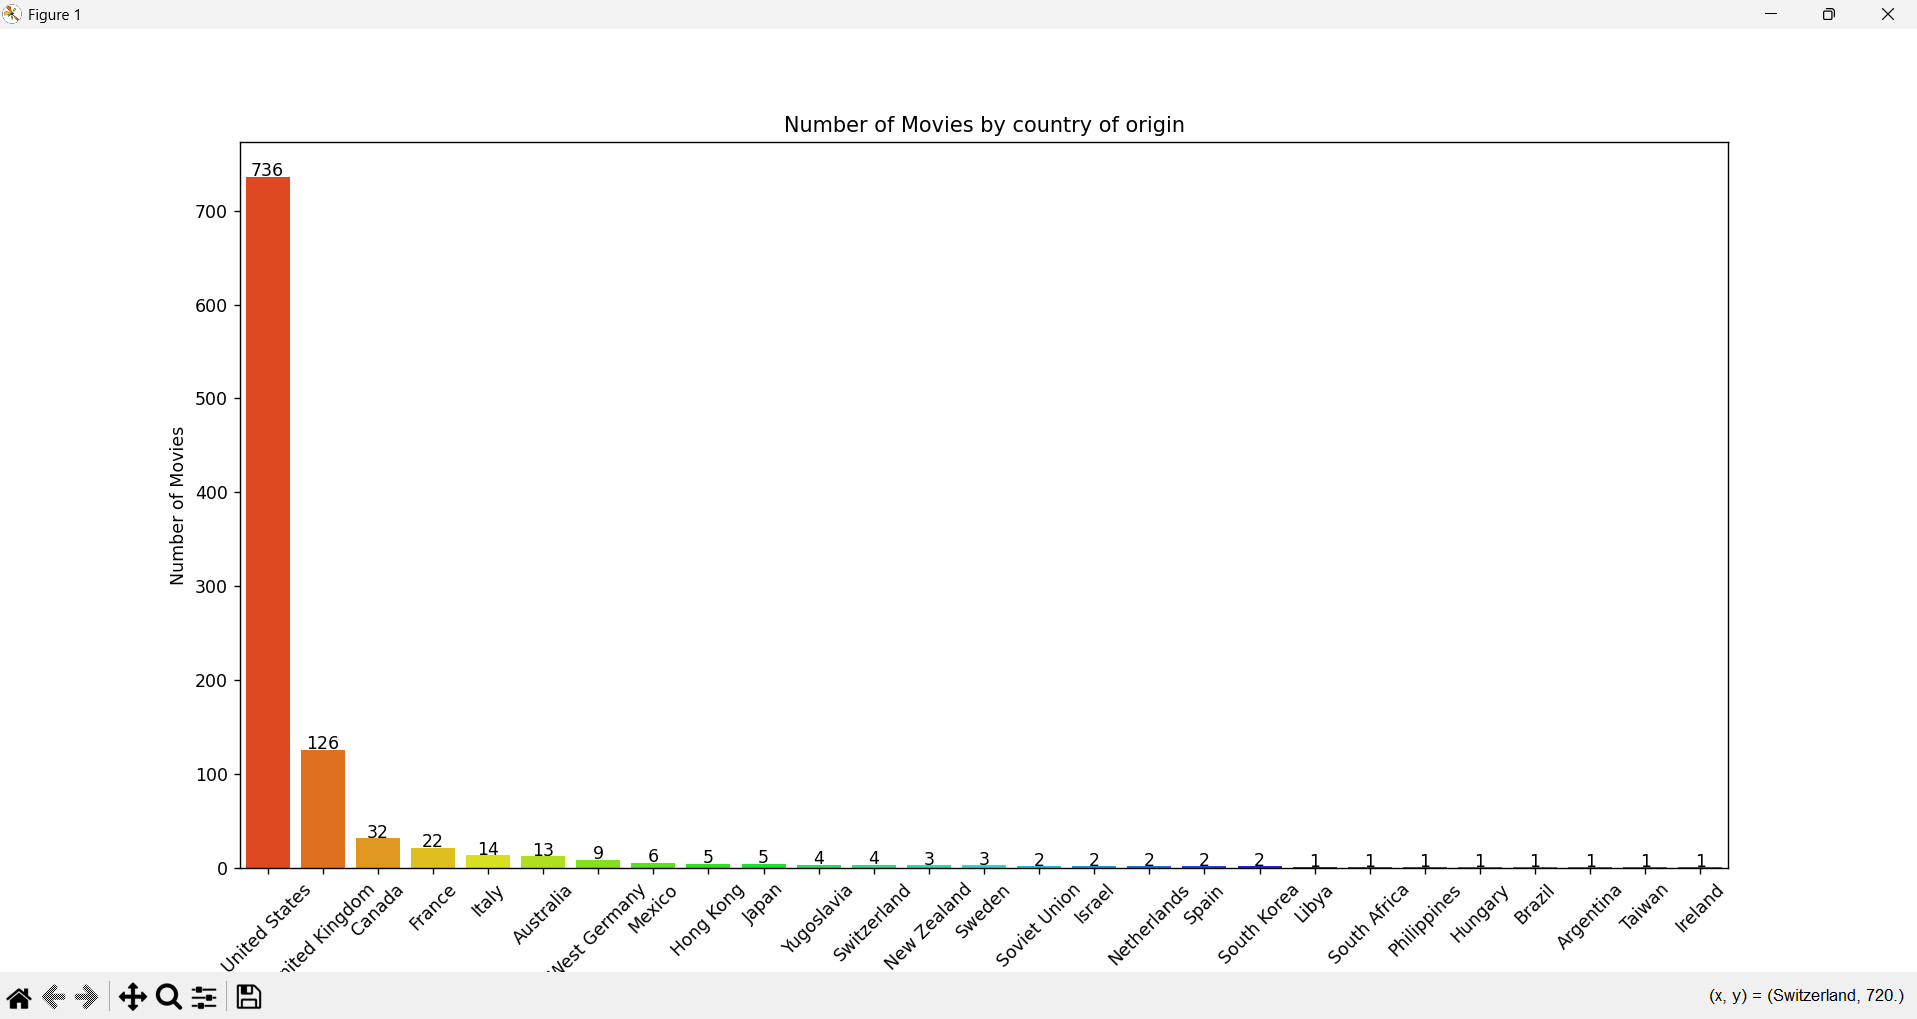 Figure 1
Number of Movies by country of origin
Number of Movies
700
600
500
400
300
200
100
0
736
126
32
22
14
13
9
6
5
5
4
4
3
3
2
2
2
2
2
1
1
1
1
1
1
1
1
United States
nited Kingdom
Canada
France
Italy
Australia
West Germany
Mexico
Hong Kong
Japan
Yugoslavia
Switzerland
New Zealand
Sweden
Soviet Union
Israel
Netherlands
Spain
South Korea
Libya
South Africa
Philippines
Hungary
Brazil
Argentina
Taiwan
Ireland
(x, y) = (Switzerland, 720.)